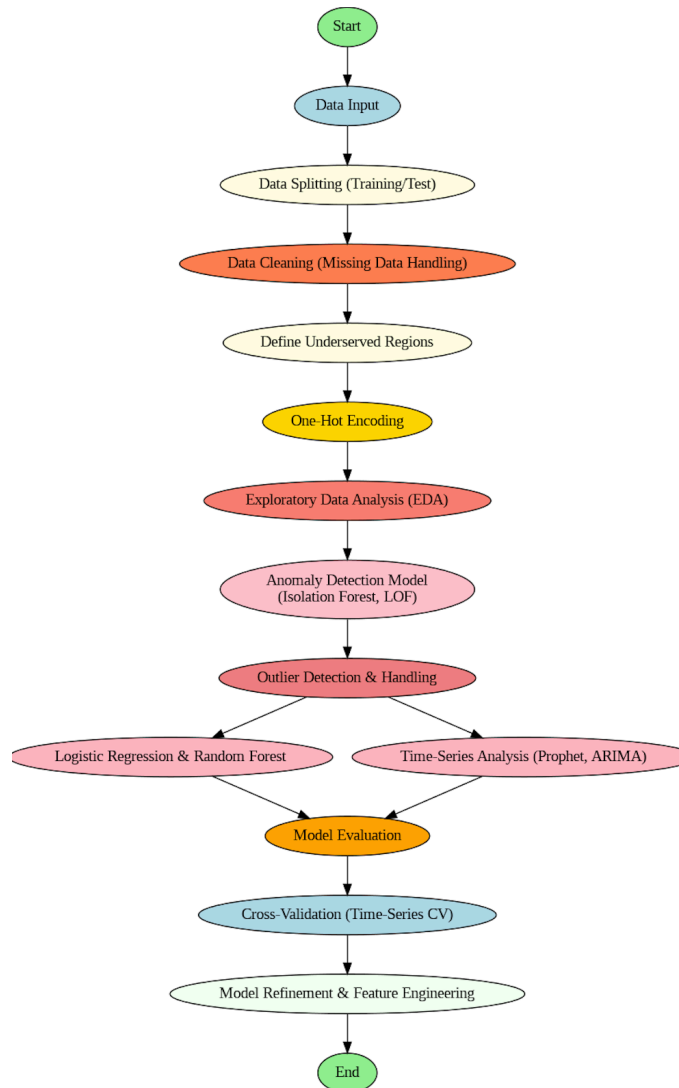 Start
Data Input
Data Splitting (Training/Test)
Data Cleaning (Missing Data Handling)
Define Underserved Regions
One-Hot Encoding
Exploratory Data Analysis (EDA)
Anomaly Detection Model
(Isolation Forest, LOF)
Outlier Detection & Handling
Logistic Regression & Random Forest
Time-Series Analysis (Prophet, ARIMA)
Model Evaluation
Cross-Validation (Time-Series CV)
Model Refinement & Feature Engineering
End